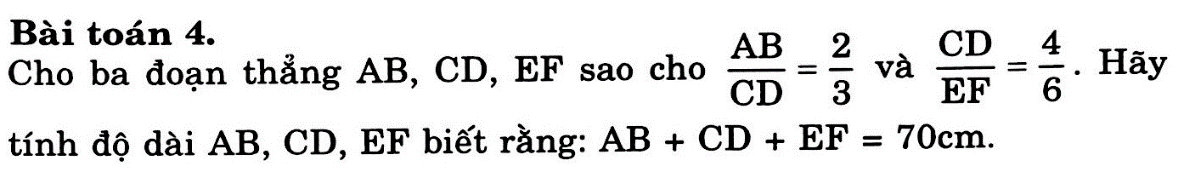 Bài toán 4.
Cho ba đoạn thẳng AB, CD, EF sao cho AB/CD = 2/3 và CD/EF = 4/6. Hãy
tính độ dài AB, CD, EF biết rằng: AB + CD + EF = 70cm.